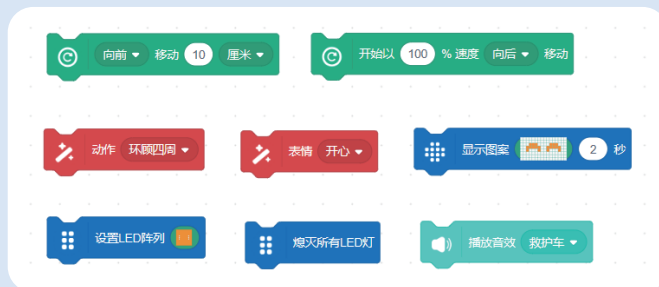 向前 移动 10 厘米
开始以 100 % 速度 向后 移动
动作 环顾四周
表情 开心
显示图案 2 秒
设置LED阵列
熄灭所有LED灯
播放音效 救护车